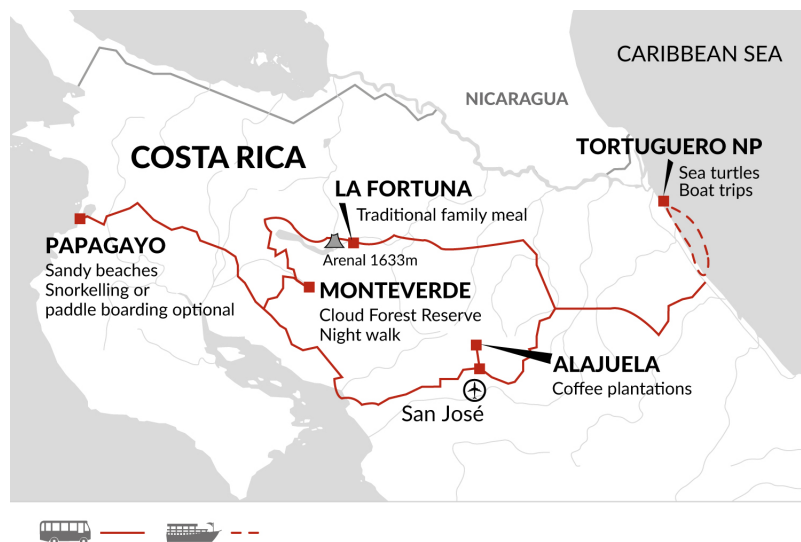 CARIBBEAN SEA
NICARAGUA
COSTA RICA
TORTUGUERO NP
Sea turtles
Boat trips
LA FORTUNA
Traditional family meal
Arenal 1633m
PAPAGAYO
Sandy beaches
Snorkelling or
paddle boarding optional
MONTEVERDE
Cloud Forest Reserve
Night walk
ALAJUELA
Coffee plantations
San José